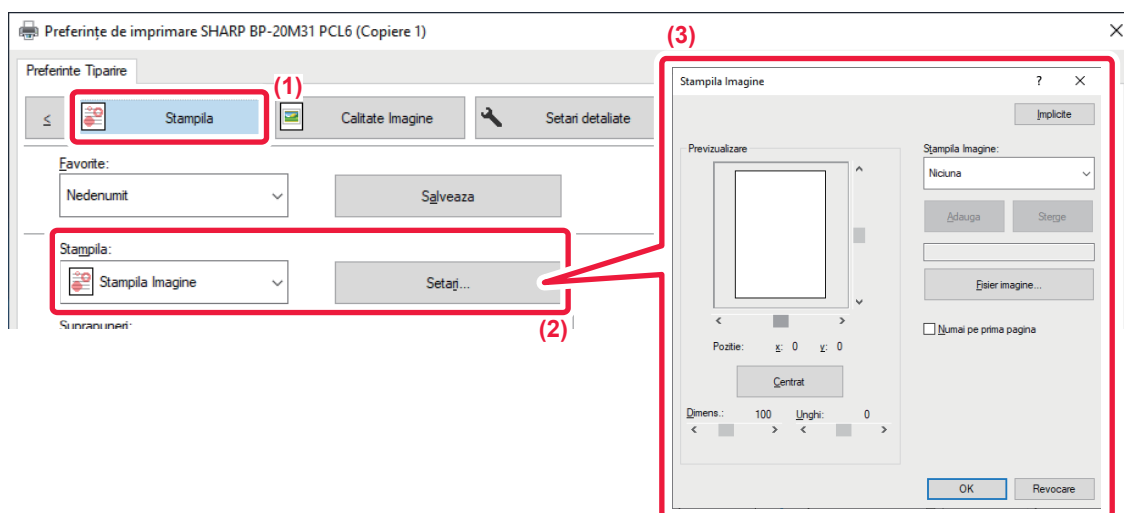 Preferințe de imprimare SHARP BP-20M31 PCL6 (Copiere 1)
Preferinte Tiparire
(1)
≤ Stampila Calitate Imagine Setari detaliate
Favorite:
Nedenumit Salveaza
Stampila:
Stampila Imagine Setari...
(2)
Suprapuneri:
(3)
Stampila Imagine ?
Implicite
Previzualizare
Stampila Imagine:
Niciuna
Adauga Sterge
Fisier imagine...
Numai pe prima pagina
Pozitie: x: 0 y: 0
Centrat
Dimens.: 100 Unghi: 0
OK Revocare